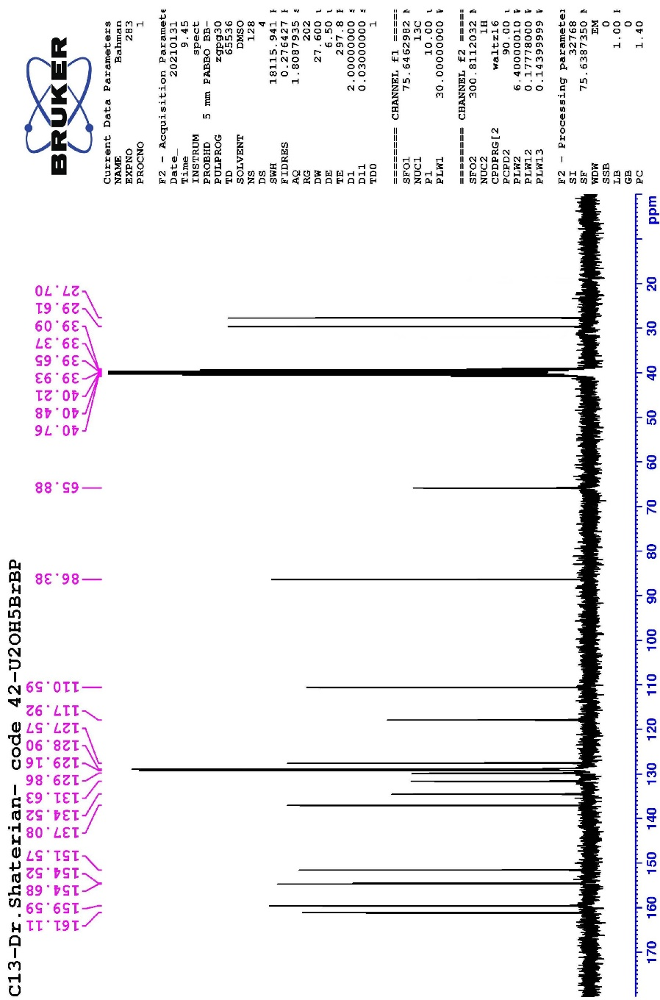 C13-Dr.Shaterian- code 42-U2OH5BrBP
161.11
159.59
154.68
154.52
151.57
137.08
134.52
131.63
129.86
129.16
128.90
127.57
117.92
110.59
86.38
65.88
40.76
40.48
40.21
39.93
39.65
39.37
39.09
29.61
27.70
BRUKER
Current Data Parameters
NAME Bahman
EXPNO 283
PROCNO 1
F2 - Acquisition Paramete
Date_ 20210131
Time 9.45
INSTRUM spect
PROBHD 5 mm PABBO BB-
PULPROG zgpg30
TD 65536
SOLVENT DMSO
NS 128
DS 4
SWH 18115.941
FIDRES 0.276427
AQ 1.8087935
RG 202
DW 27.600
DE 6.50
TE 297.8
D1 2.00000000
D11 0.03000000
TD0 1
======== CHANNEL f1 =====
SFO1 75.6462982
NUC1 13C
P1 10.00
PLW1 30.00000000
======== CHANNEL f2 =====
SFO2 300.8112032
NUC2 1H
CPDPRG[2 waltz16
PCPD2 90.00
PLW2 6.40000010
PLW12 0.17778000
PLW13 0.14399999
F2 - Processing parameter
SI 32768
SF 75.6387350
WDW EM
SSB 0
LB 1.00
GB 0
PC 1.40
170 160 150 140 130 120 110 100 90 80 70 60 50 40 30 20 ppm